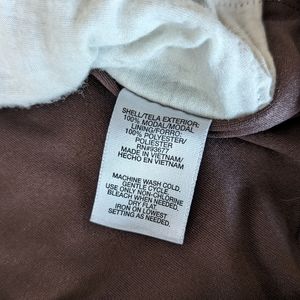 SHELL/TELA EXTERIOR:
100% MODAL/MODAL
LINING/FORRO:
100% POLYESTER/
POLIESTER
RN#93677
MADE IN VIETNAM/
HECHO EN VIETNAM
MACHINE WASH COLD.
GENTLE CYCLE.
USE ONLY NON-CHLORINE
BLEACH WHEN NEEDED.
DRY FLAT.
IRON ON LOWEST
SETTING AS NEEDED.